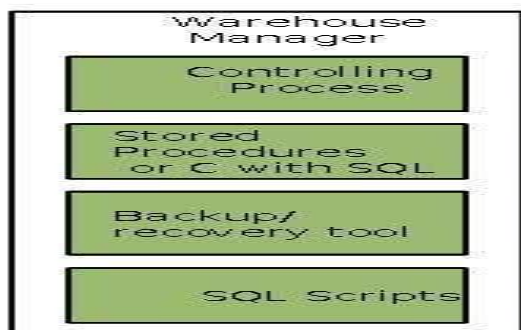 Warehouse
Manager
Controlling
Process
Stored
Procedures
or C with SQL
Backup/
recovery tool
SQL Scripts